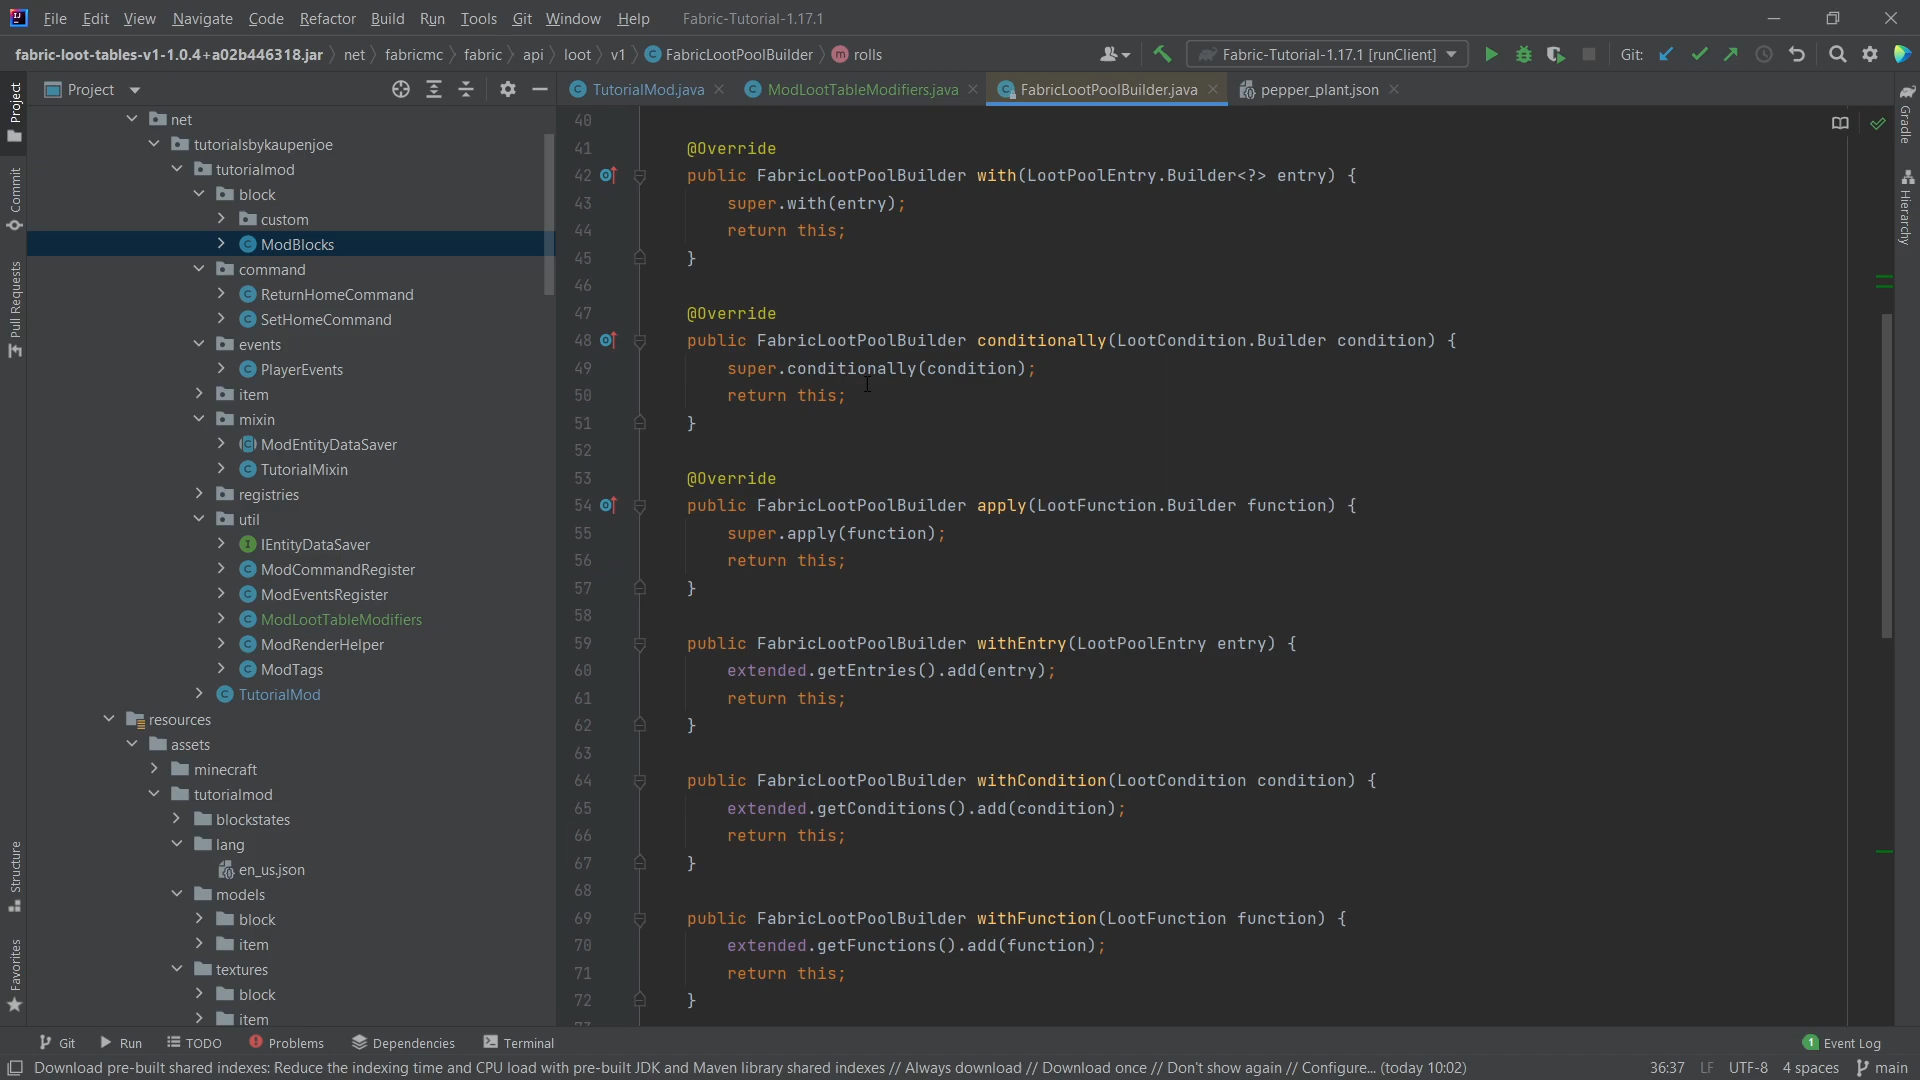 File Edit View Navigate Code Refactor Build Run Tools Git Window Help Fabric-Tutorial-1.17.1
fabric-loot-tables-v1-1.0.4+a02b446318.jar net fabricmc fabric api loot v1 FabricLootPoolBuilder rolls Fabric-Tutorial-1.17.1 [runClient] Git:
Project TutorialMod.java ModLootTableModifiers.java FabricLootPoolBuilder.java pepper_plant.json
Project
Commit
Pull Requests
Structure
Favorites
net
tutorialsbykaupenjoe
tutorialmod
block
custom
ModBlocks
command
ReturnHomeCommand
SetHomeCommand
events
PlayerEvents
item
mixin
ModEntityDataSaver
TutorialMixin
registries
util
IEntityDataSaver
ModCommandRegister
ModEventsRegister
ModLootTableModifiers
ModRenderHelper
ModTags
TutorialMod
resources
assets
minecraft
tutorialmod
blockstates
lang
en_us.json
models
block
item
textures
block
item
40
41 @Override
42 public FabricLootPoolBuilder with(LootPoolEntry.Builder<?> entry) {
43 super.with(entry);
44 return this;
45 }
46
47 @Override
48 public FabricLootPoolBuilder conditionally(LootCondition.Builder condition) {
49 super.conditionally(condition);
50 return this;
51 }
52
53 @Override
54 public FabricLootPoolBuilder apply(LootFunction.Builder function) {
55 super.apply(function);
56 return this;
57 }
58
59 public FabricLootPoolBuilder withEntry(LootPoolEntry entry) {
60 extended.getEntries().add(entry);
61 return this;
62 }
63
64 public FabricLootPoolBuilder withCondition(LootCondition condition) {
65 extended.getConditions().add(condition);
66 return this;
67 }
68
69 public FabricLootPoolBuilder withFunction(LootFunction function) {
70 extended.getFunctions().add(function);
71 return this;
72 }
Gradle
Hierarchy
Git Run TODO Problems Dependencies Terminal 1 Event Log
Download pre-built shared indexes: Reduce the indexing time and CPU load with pre-built JDK and Maven library shared indexes // Always download // Download once // Don't show again // Configure... (today 10:02) 36:37 LF UTF-8 4 spaces main